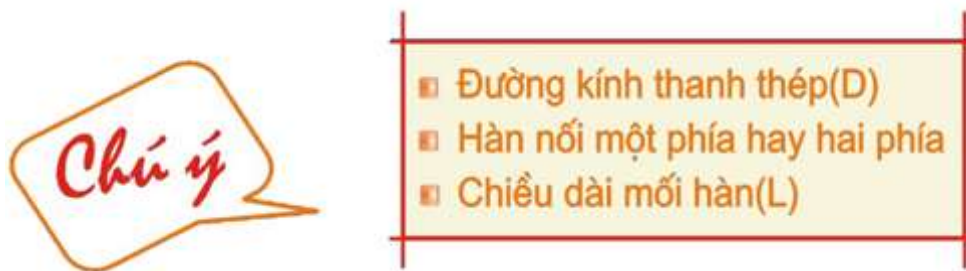 Chú ý
Đường kính thanh thép(D)
Hàn nối một phía hay hai phía
Chiều dài mối hàn(L)